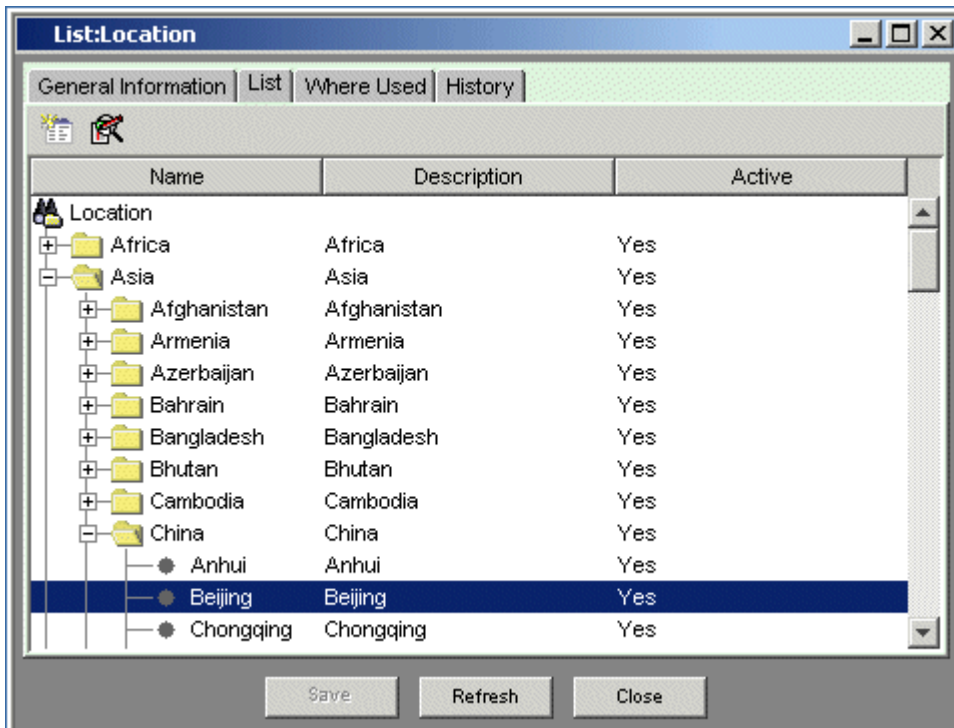 List:Location
General Information List Where Used History
Name Description Active
Location
Africa Africa Yes
Asia Asia Yes
Afghanistan Afghanistan Yes
Armenia Armenia Yes
Azerbaijan Azerbaijan Yes
Bahrain Bahrain Yes
Bangladesh Bangladesh Yes
Bhutan Bhutan Yes
Cambodia Cambodia Yes
China China Yes
Anhui Anhui Yes
Beijing Beijing Yes
Chongqing Chongqing Yes
Save Refresh Close